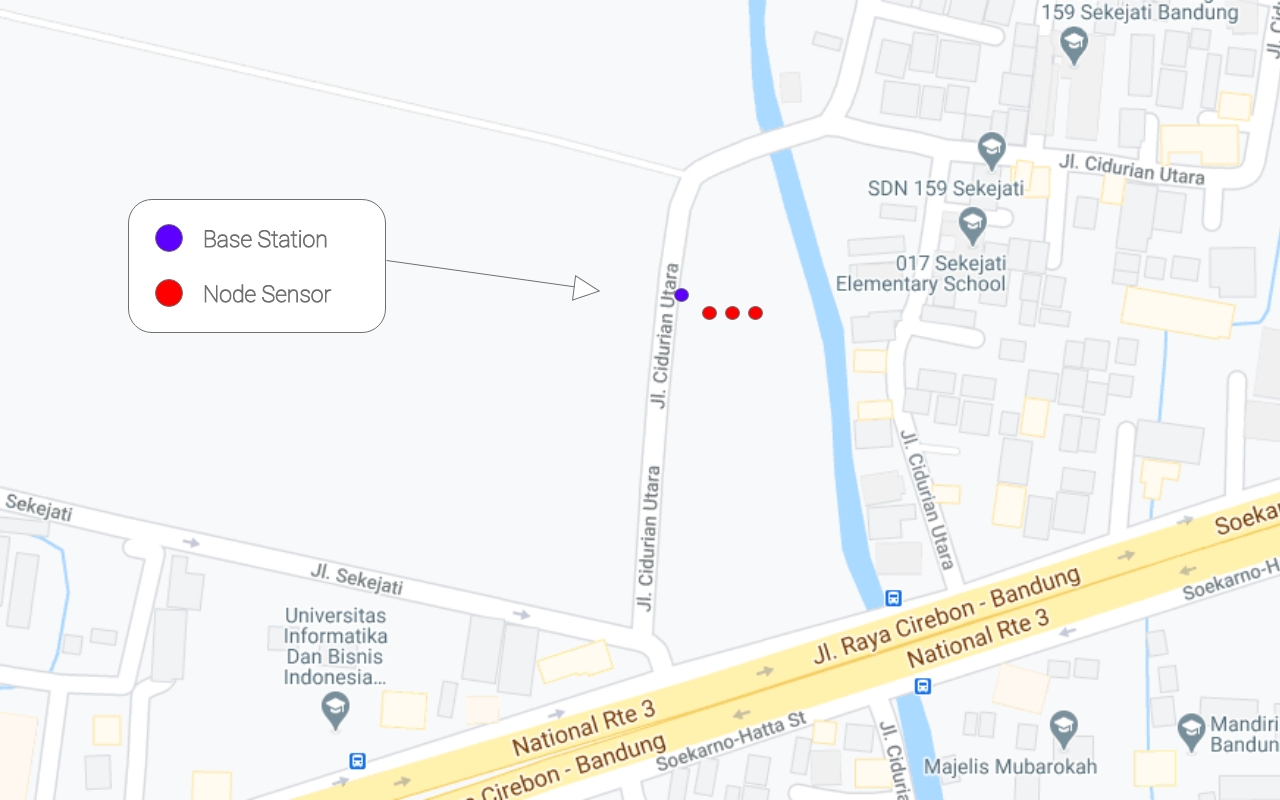 159 Sekejati Bandung
Jl. Cidurian Utara
SDN 159 Sekejati
017 Sekejati
Elementary School
Base Station
Node Sensor
Jl. Cidurian Utara
Jl. Cidurian Utara
Jl. Cidurian Utara
Sekejati
Jl. Sekejati
Universitas
Informatika
Dan Bisnis
Indonesia...
Jl. Raya Cirebon - Bandung
National Rte 3
National Rte 3
Cirebon - Bandung
Soekarno-Hatta St
Soekar
Soekarno-H
Jl. Ciduria
Majelis Mubarokah
Mandiri
Bandun